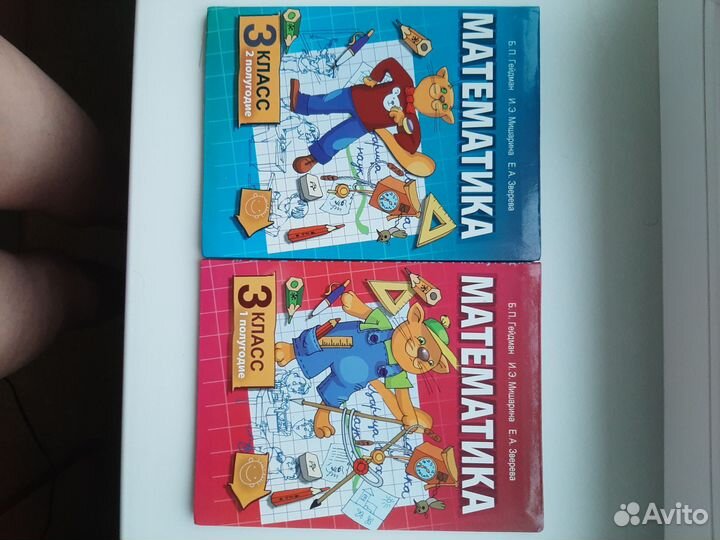 Б. П. Гейдман И. Э. Мишарина Е. А. Зверева
МАТЕМАТИКА
3 КЛАСС
2 полугодие
Б. П. Гейдман И. Э. Мишарина Е. А. Зверева
МАТЕМАТИКА
3 КЛАСС
1 полугодие
Avito